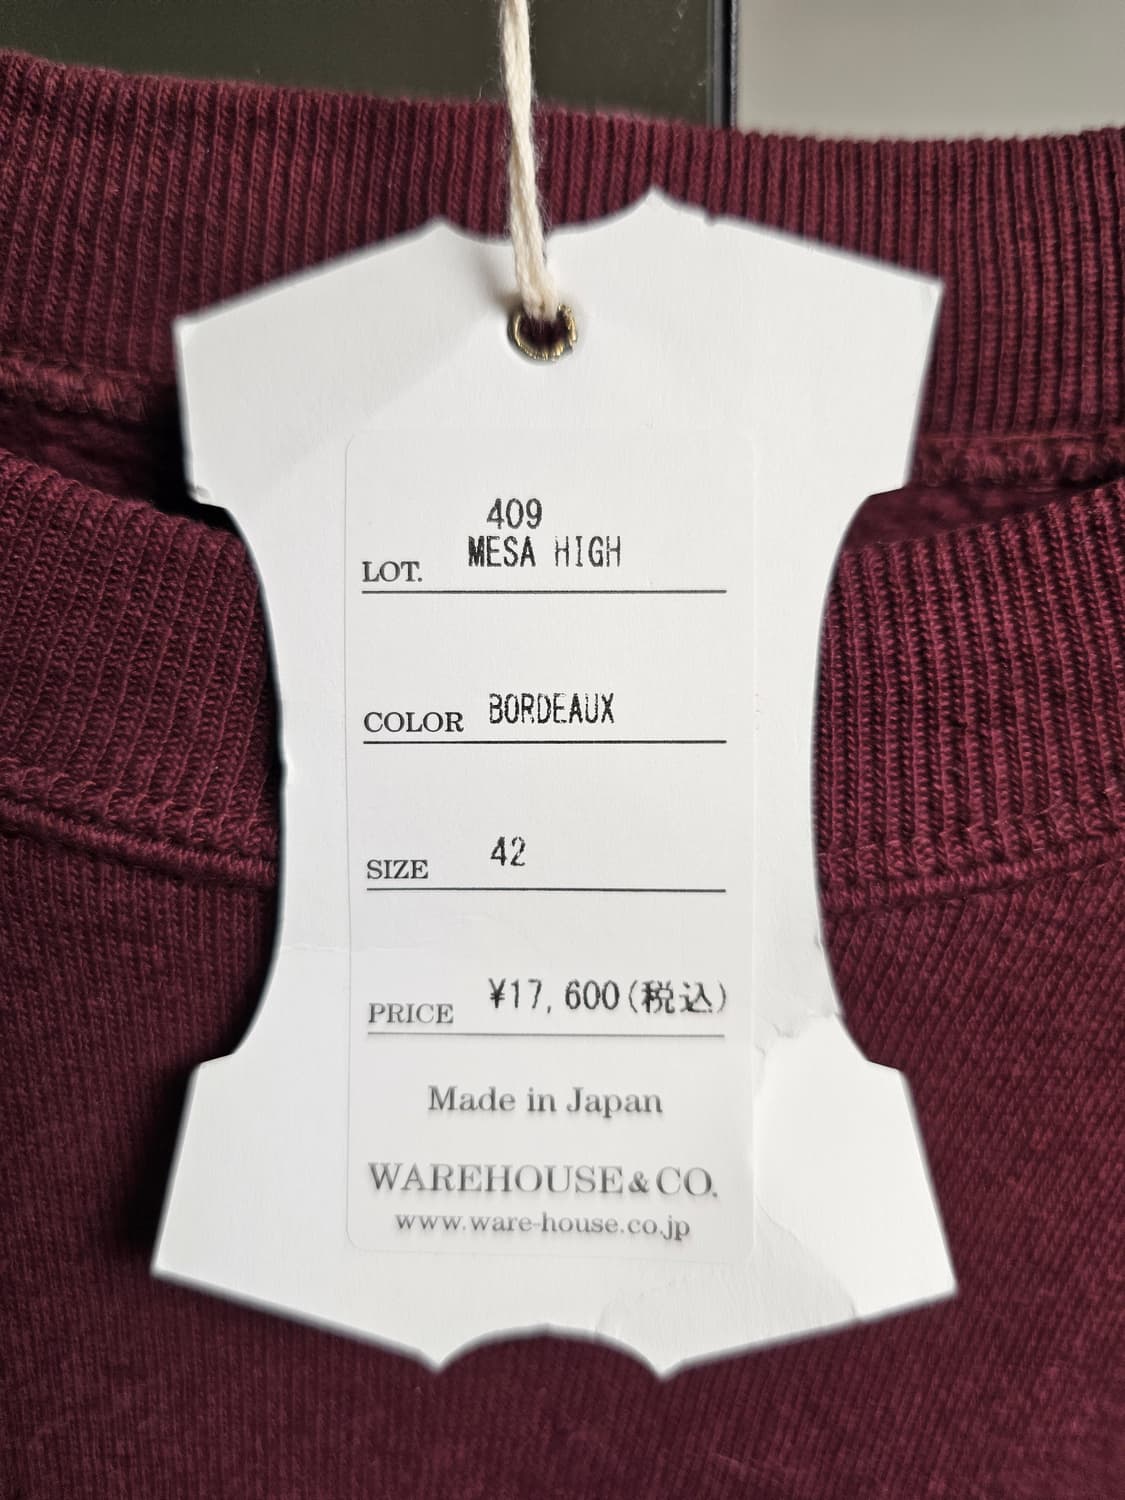 409
LOT. MESA HIGH
COLOR BORDEAUX
SIZE 42
PRICE ¥17,600(税込)
Made in Japan
WAREHOUSE & CO.
www.ware-house.co.jp